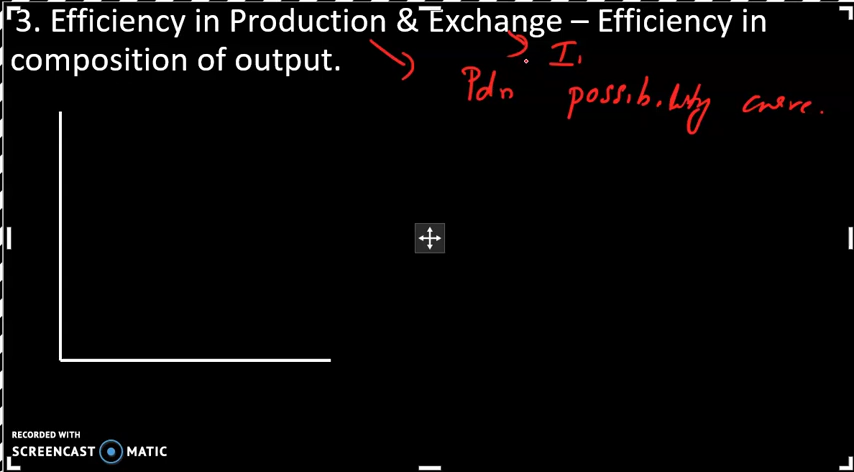 3. Efficiency in Production & Exchange – Efficiency in
composition of output.
I,
Pdn possibility curve.
RECORDED WITH
SCREENCAST MATIC